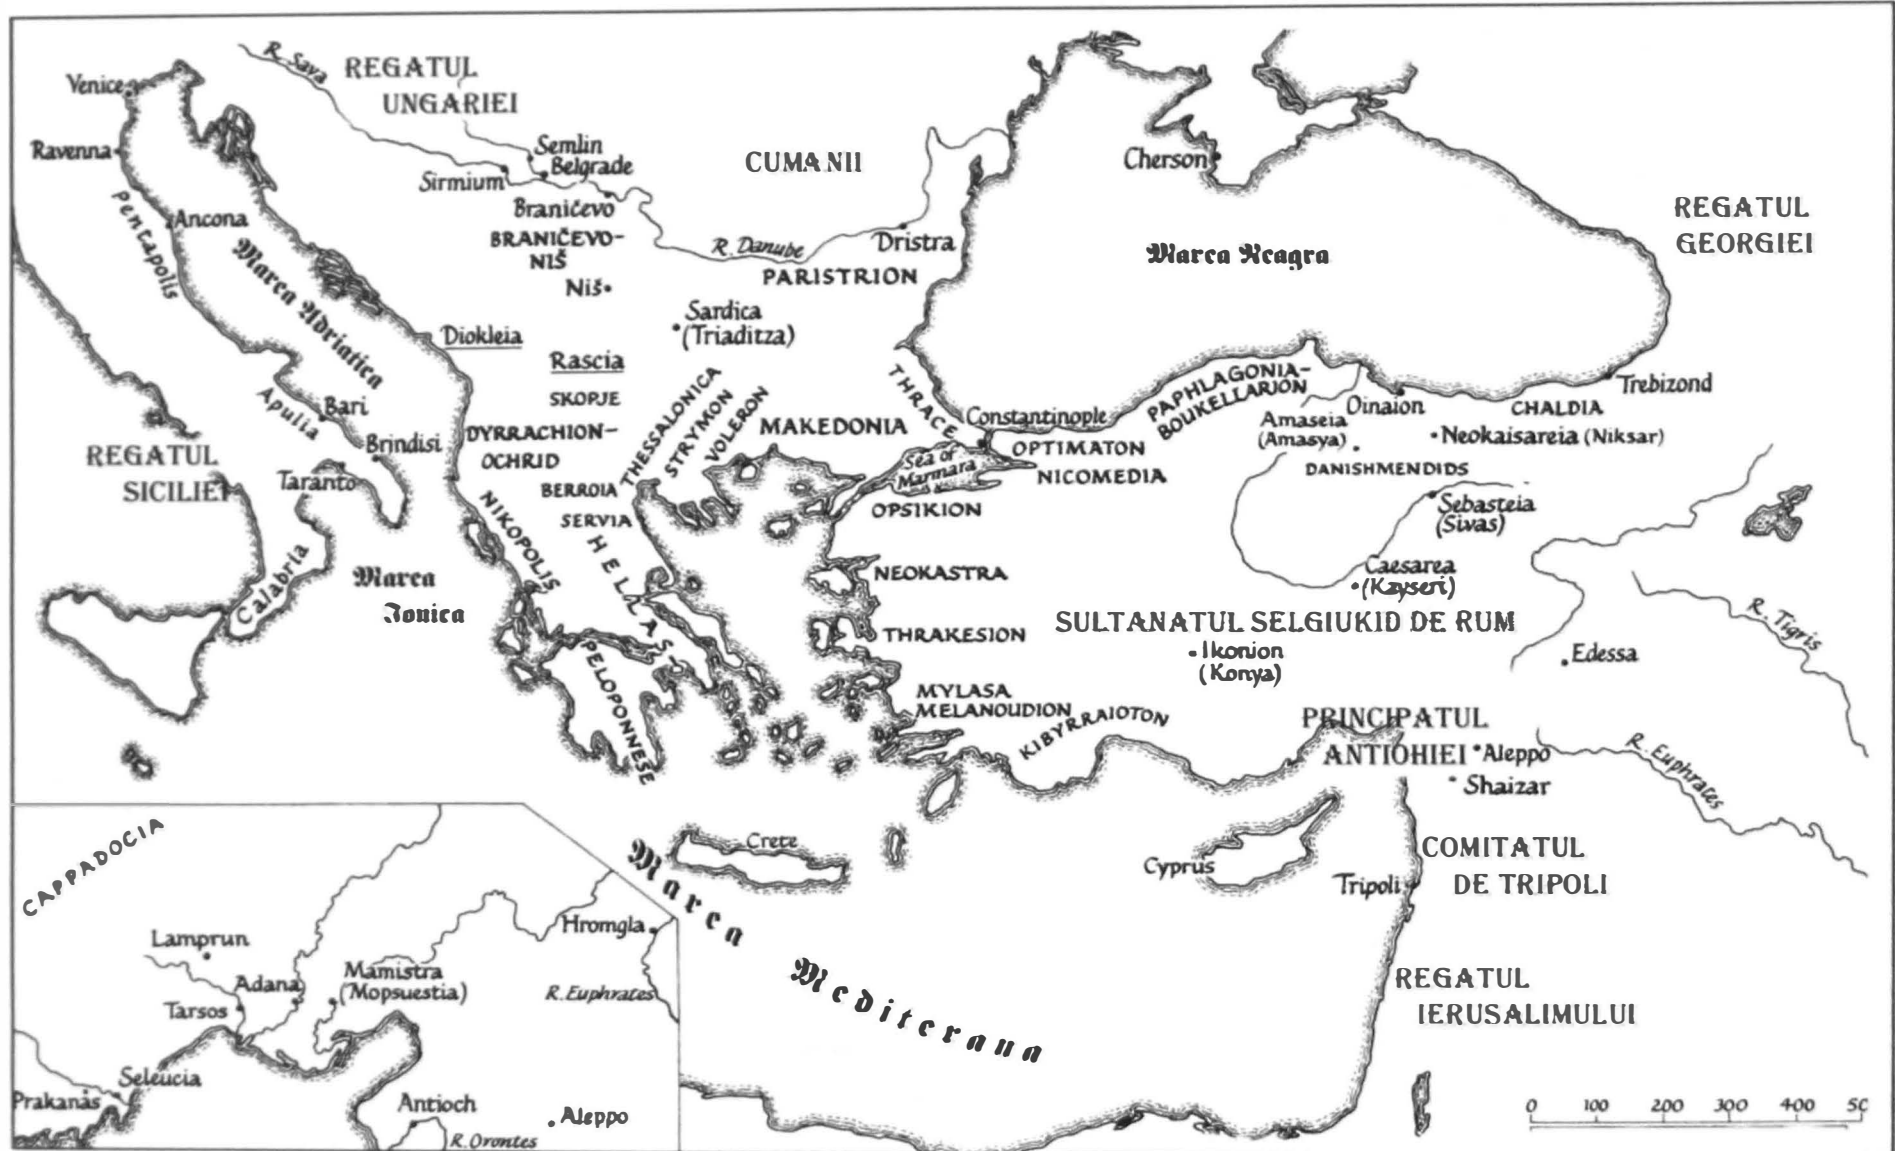 R. Sava
REGATUL
UNGARIEI
Venice
Ravenna
Pentapolis
Ancona
Marea Adriatica
Semlin
Belgrade
Sirmium
Braničevo
BRANIČEVO-
NIŠ
Niš
CUMANII
R. Danube
Dristra
PARISTRION
Sardica
(Triaditza)
Cherson
Marea Neagra
REGATUL
GEORGIEI
Diokleia
Rascia
SKOPJE
Apulia
Bari
Brindisi
Taranto
REGATUL
SICILIEI
Calabria
Marea
Ionica
DYRRACHION-
OCHRID
BERROIA
SERVIA
THESSALONICA
STRYMON
VOLERON
MAKEDONIA
THRACE
Constantinople
Sea of
Marmara
OPTIMATON
NICOMEDIA
OPSIKION
PAPHLAGONIA-
BOUKELLARION
Amaseia
(Amasya)
Oinaion
CHALDIA
Trebizond
Neokaisareia (Niksar)
DANISHMENDIDS
Sebasteia
(Sivas)
Caesarea
(Kayseri)
NIKOPOLIS
HELLAS-
PELOPONNESE
NEOKASTRA
THRAKESION
MYLASA
MELANOUDION
KIBYRRAIOTON
SULTANATUL SELGIUKID DE RUM
Ikonion
(Konya)
Edessa
R. Tigris
PRINCIPATUL
ANTIOHIEI
Aleppo
Shaizar
R. Euphrates
Crete
Cyprus
Tripoli
COMITATUL
DE TRIPOLI
REGATUL
IERUSALIMULUI
Marea
Mediterana
CAPPADOCIA
Lamprun
Adana
Tarsos
Mamistra
(Mopsuestia)
Hromgla
R. Euphrates
Seleucia
Prakanas
Antioch
R. Orontes
Aleppo
0 100 200 300 400